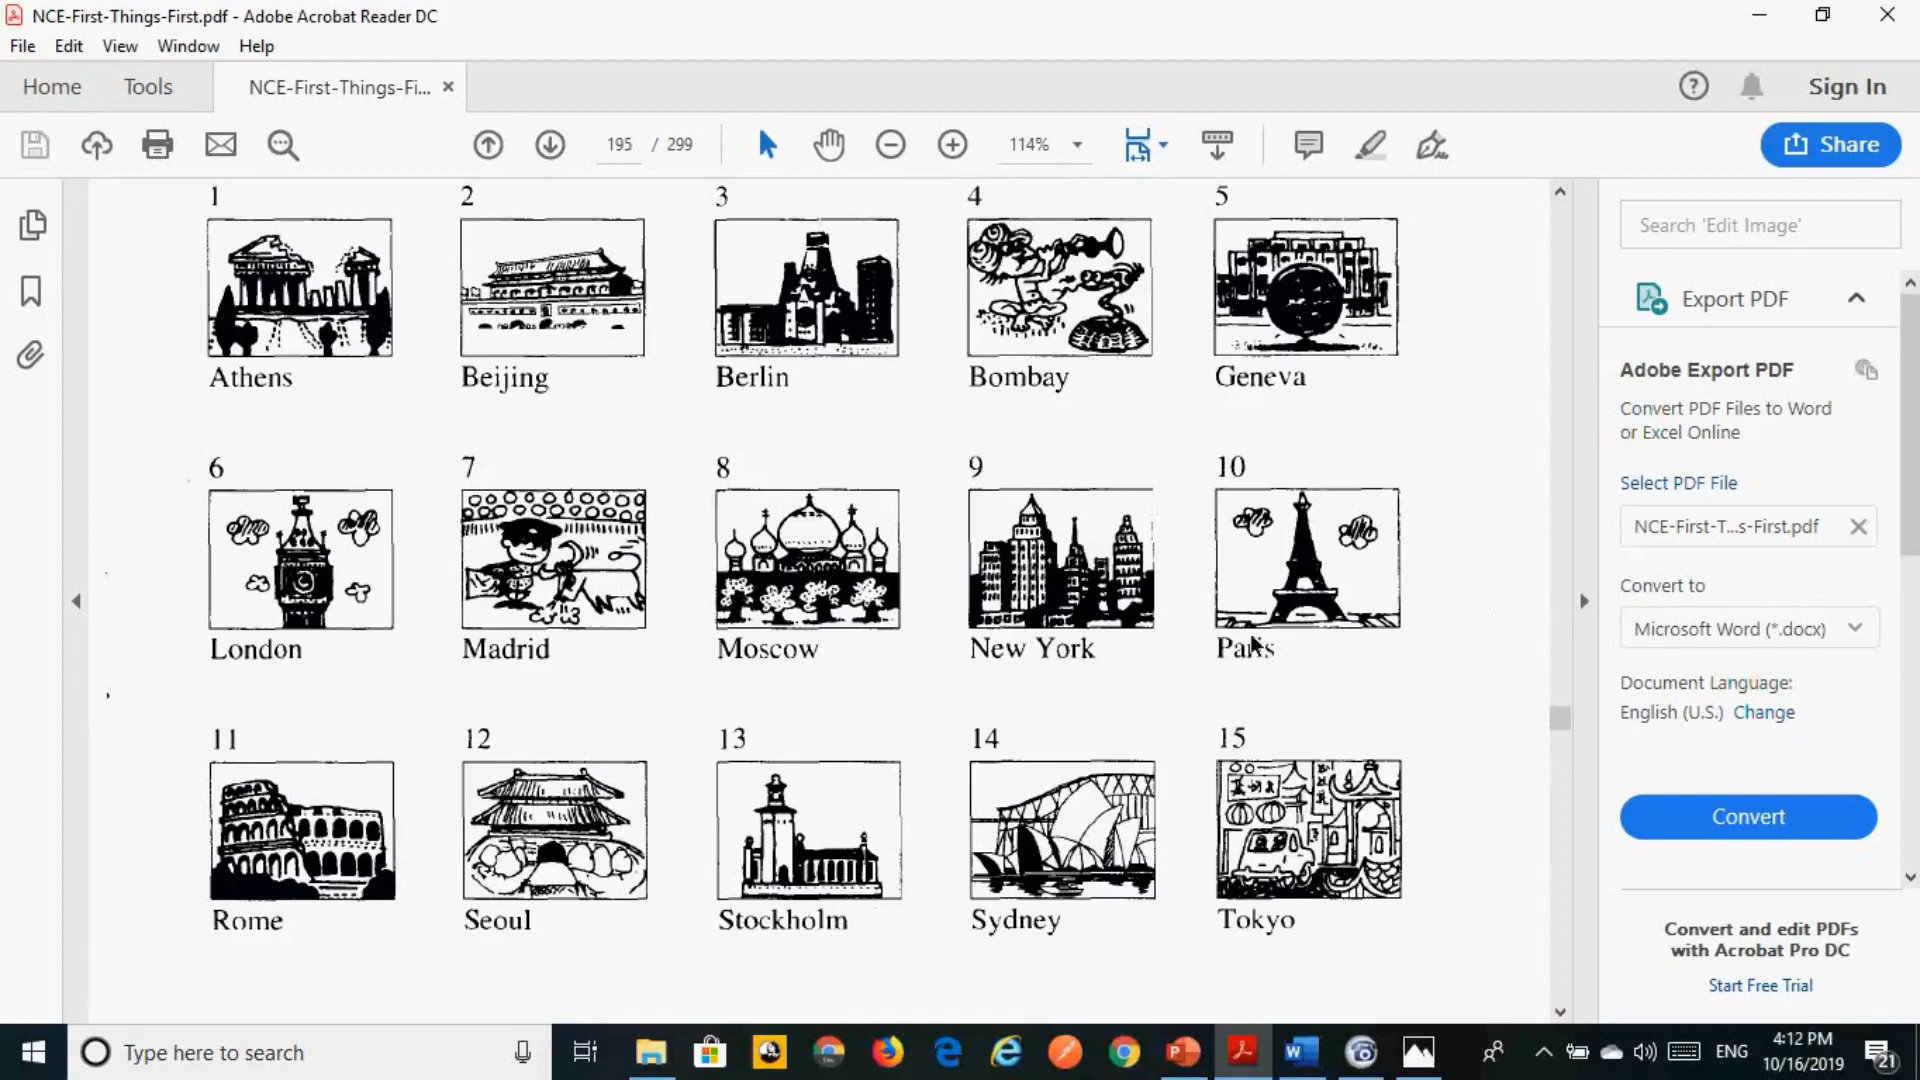 NCE-First-Things-First.pdf - Adobe Acrobat Reader DC
File Edit View Window Help
Home Tools NCE-First-Things-Fi... Sign In
195 / 299 114% Share
1 2 3 4 5
Athens Beijing Berlin Bombay Geneva
6 7 8 9 10
London Madrid Moscow New York Paris
11 12 13 14 15
Rome Seoul Stockholm Sydney Tokyo
Search 'Edit Image'
Export PDF
Adobe Export PDF
Convert PDF Files to Word
or Excel Online
Select PDF File
NCE-First-T...s-First.pdf
Convert to
Microsoft Word (*.docx)
Document Language:
English (U.S.) Change
Convert
Convert and edit PDFs
with Acrobat Pro DC
Start Free Trial
Type here to search
ENG
4:12 PM
10/16/2019
21